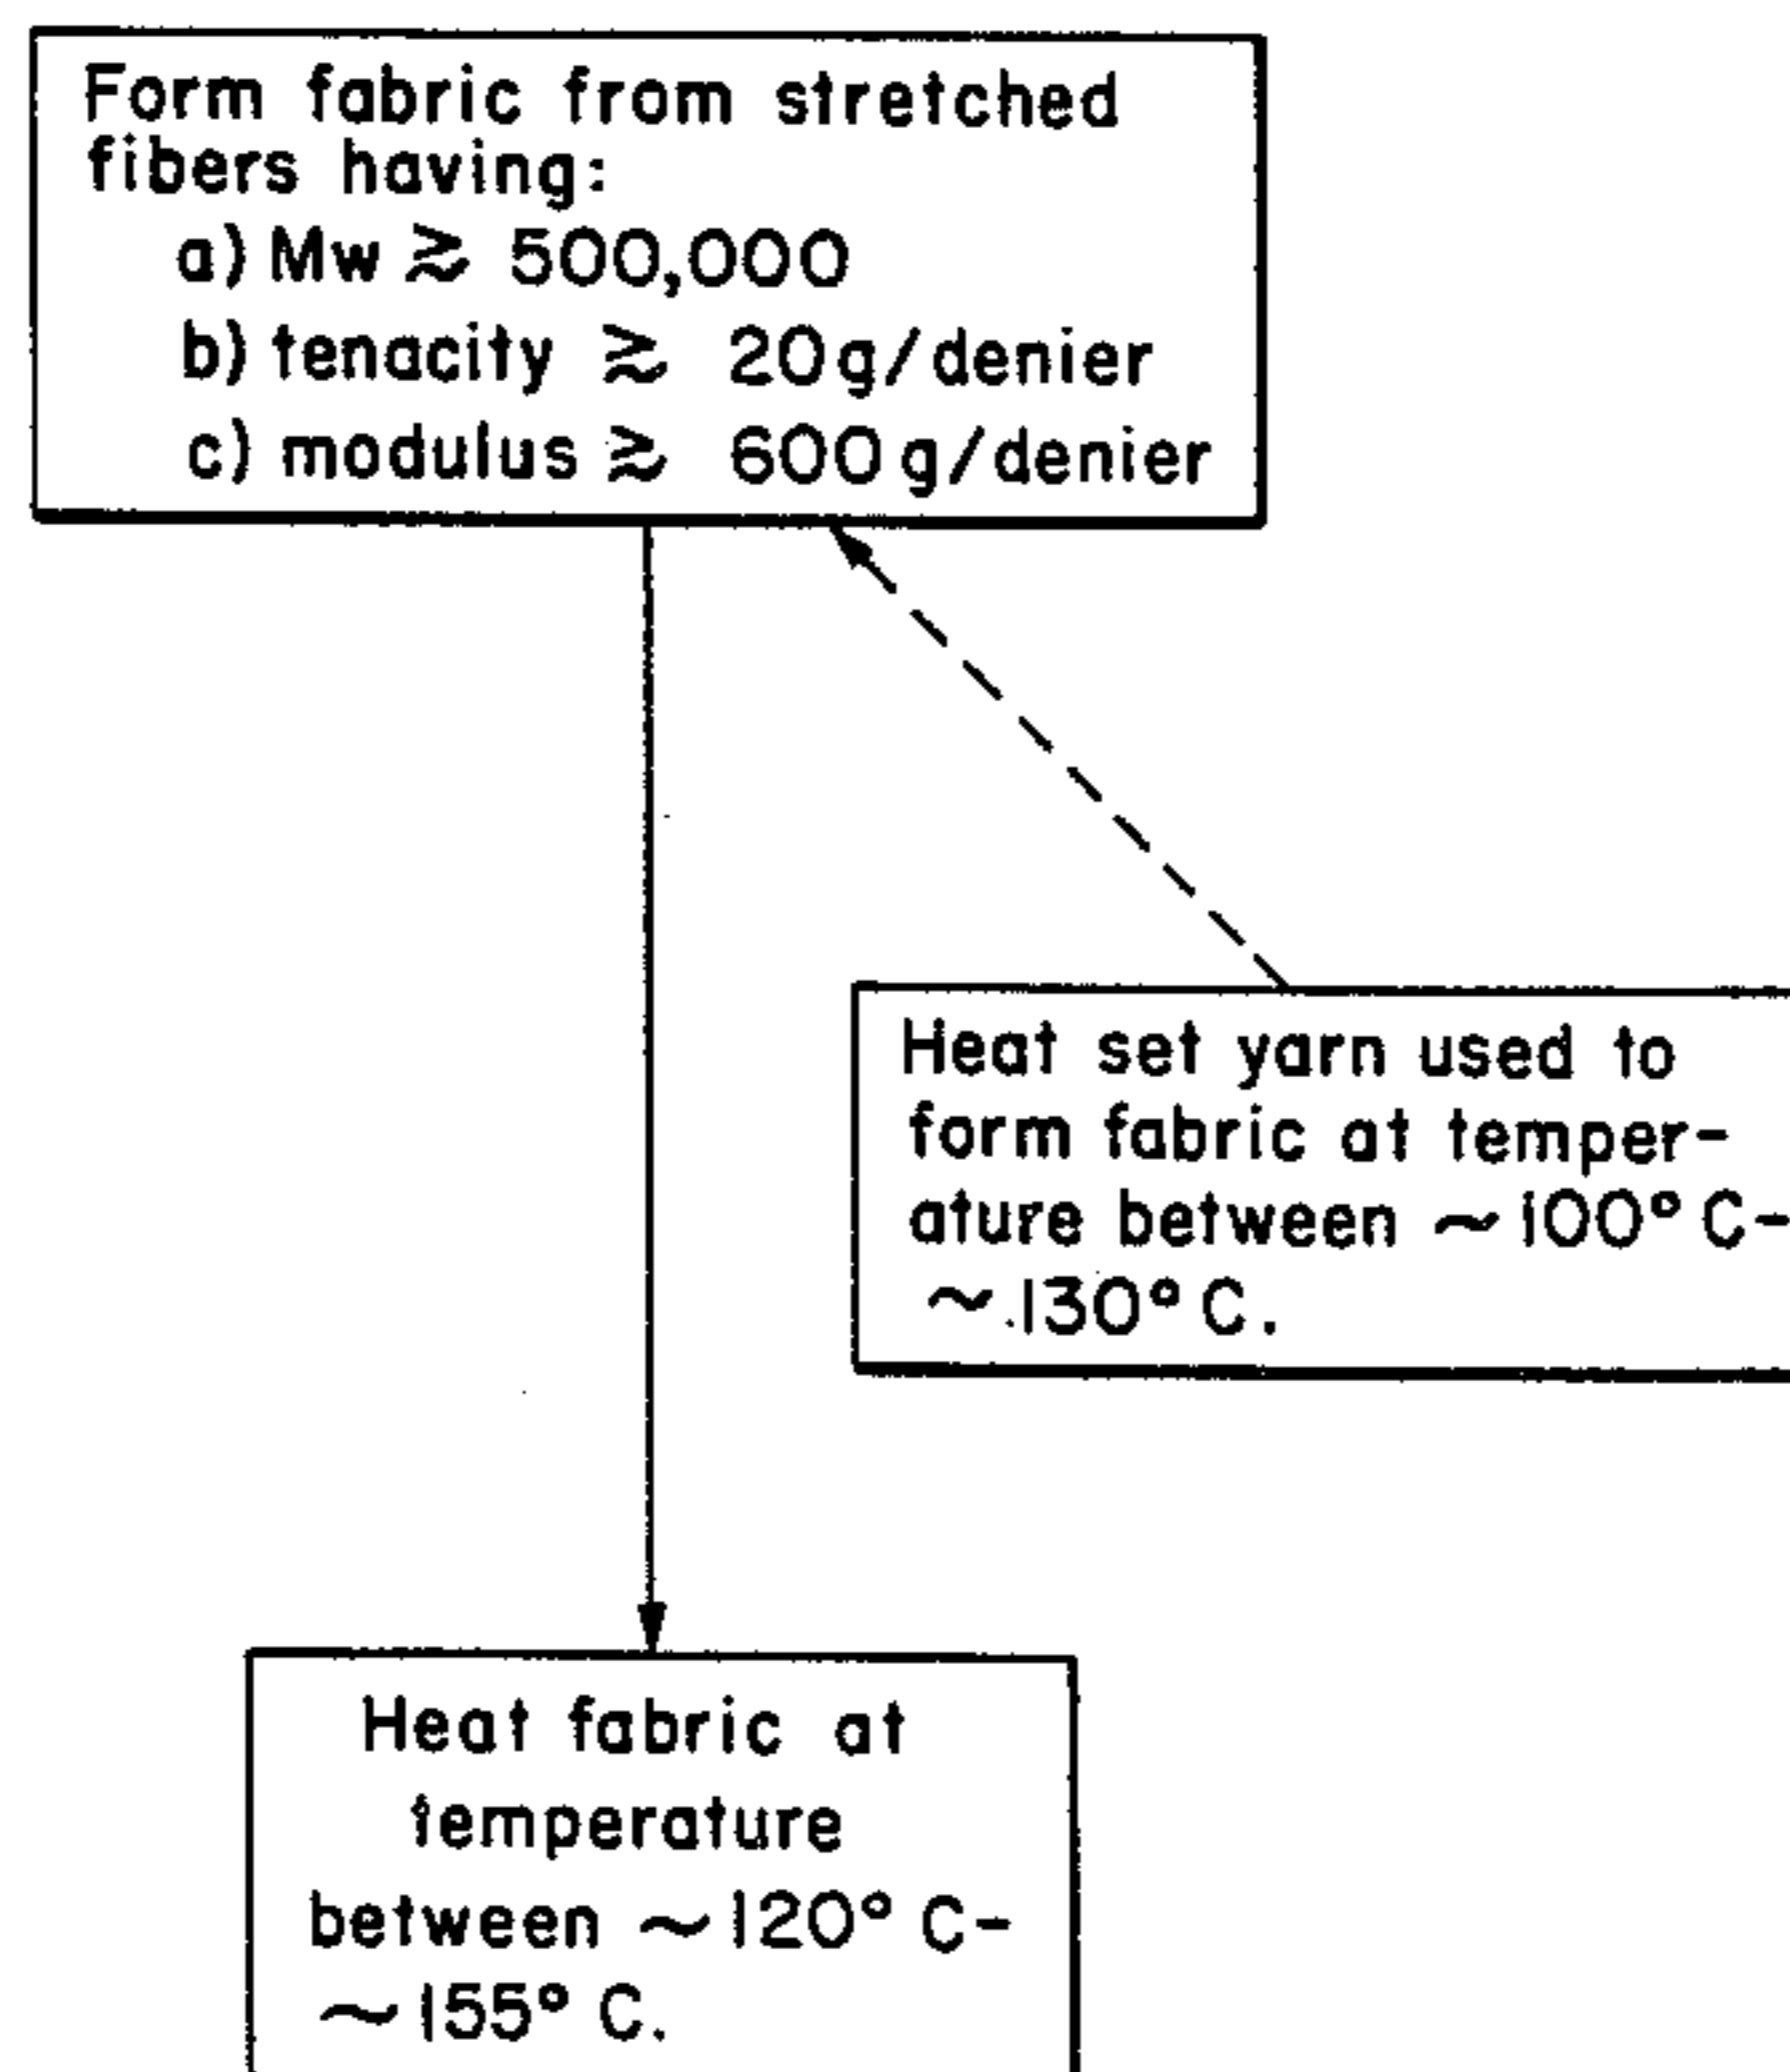 Form fabric from stretched
fibers having:
a) Mw ≳ 500,000
b) tenacity ≳ 20g/denier
c) modulus ≳ 600g/denier
Heat set yarn used to
form fabric at temper-
ature between ~100° C-
~130° C.
Heat fabric at
temperature
between ~120° C-
~155° C.